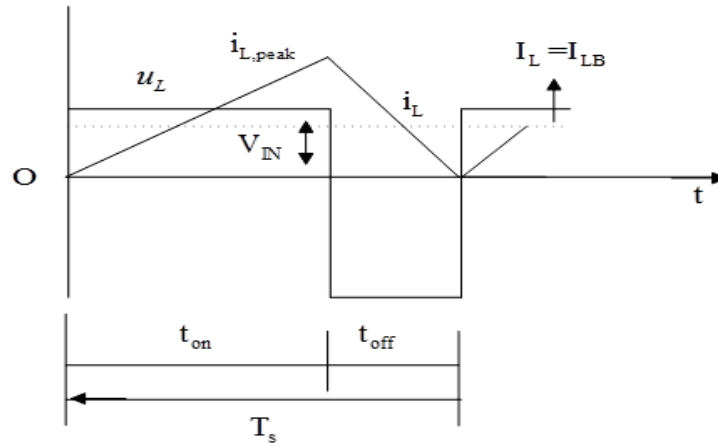 i_L,peak
I_L =I_LB
u_L
i_L
V_IN
O
t
t_on
t_off
T_s